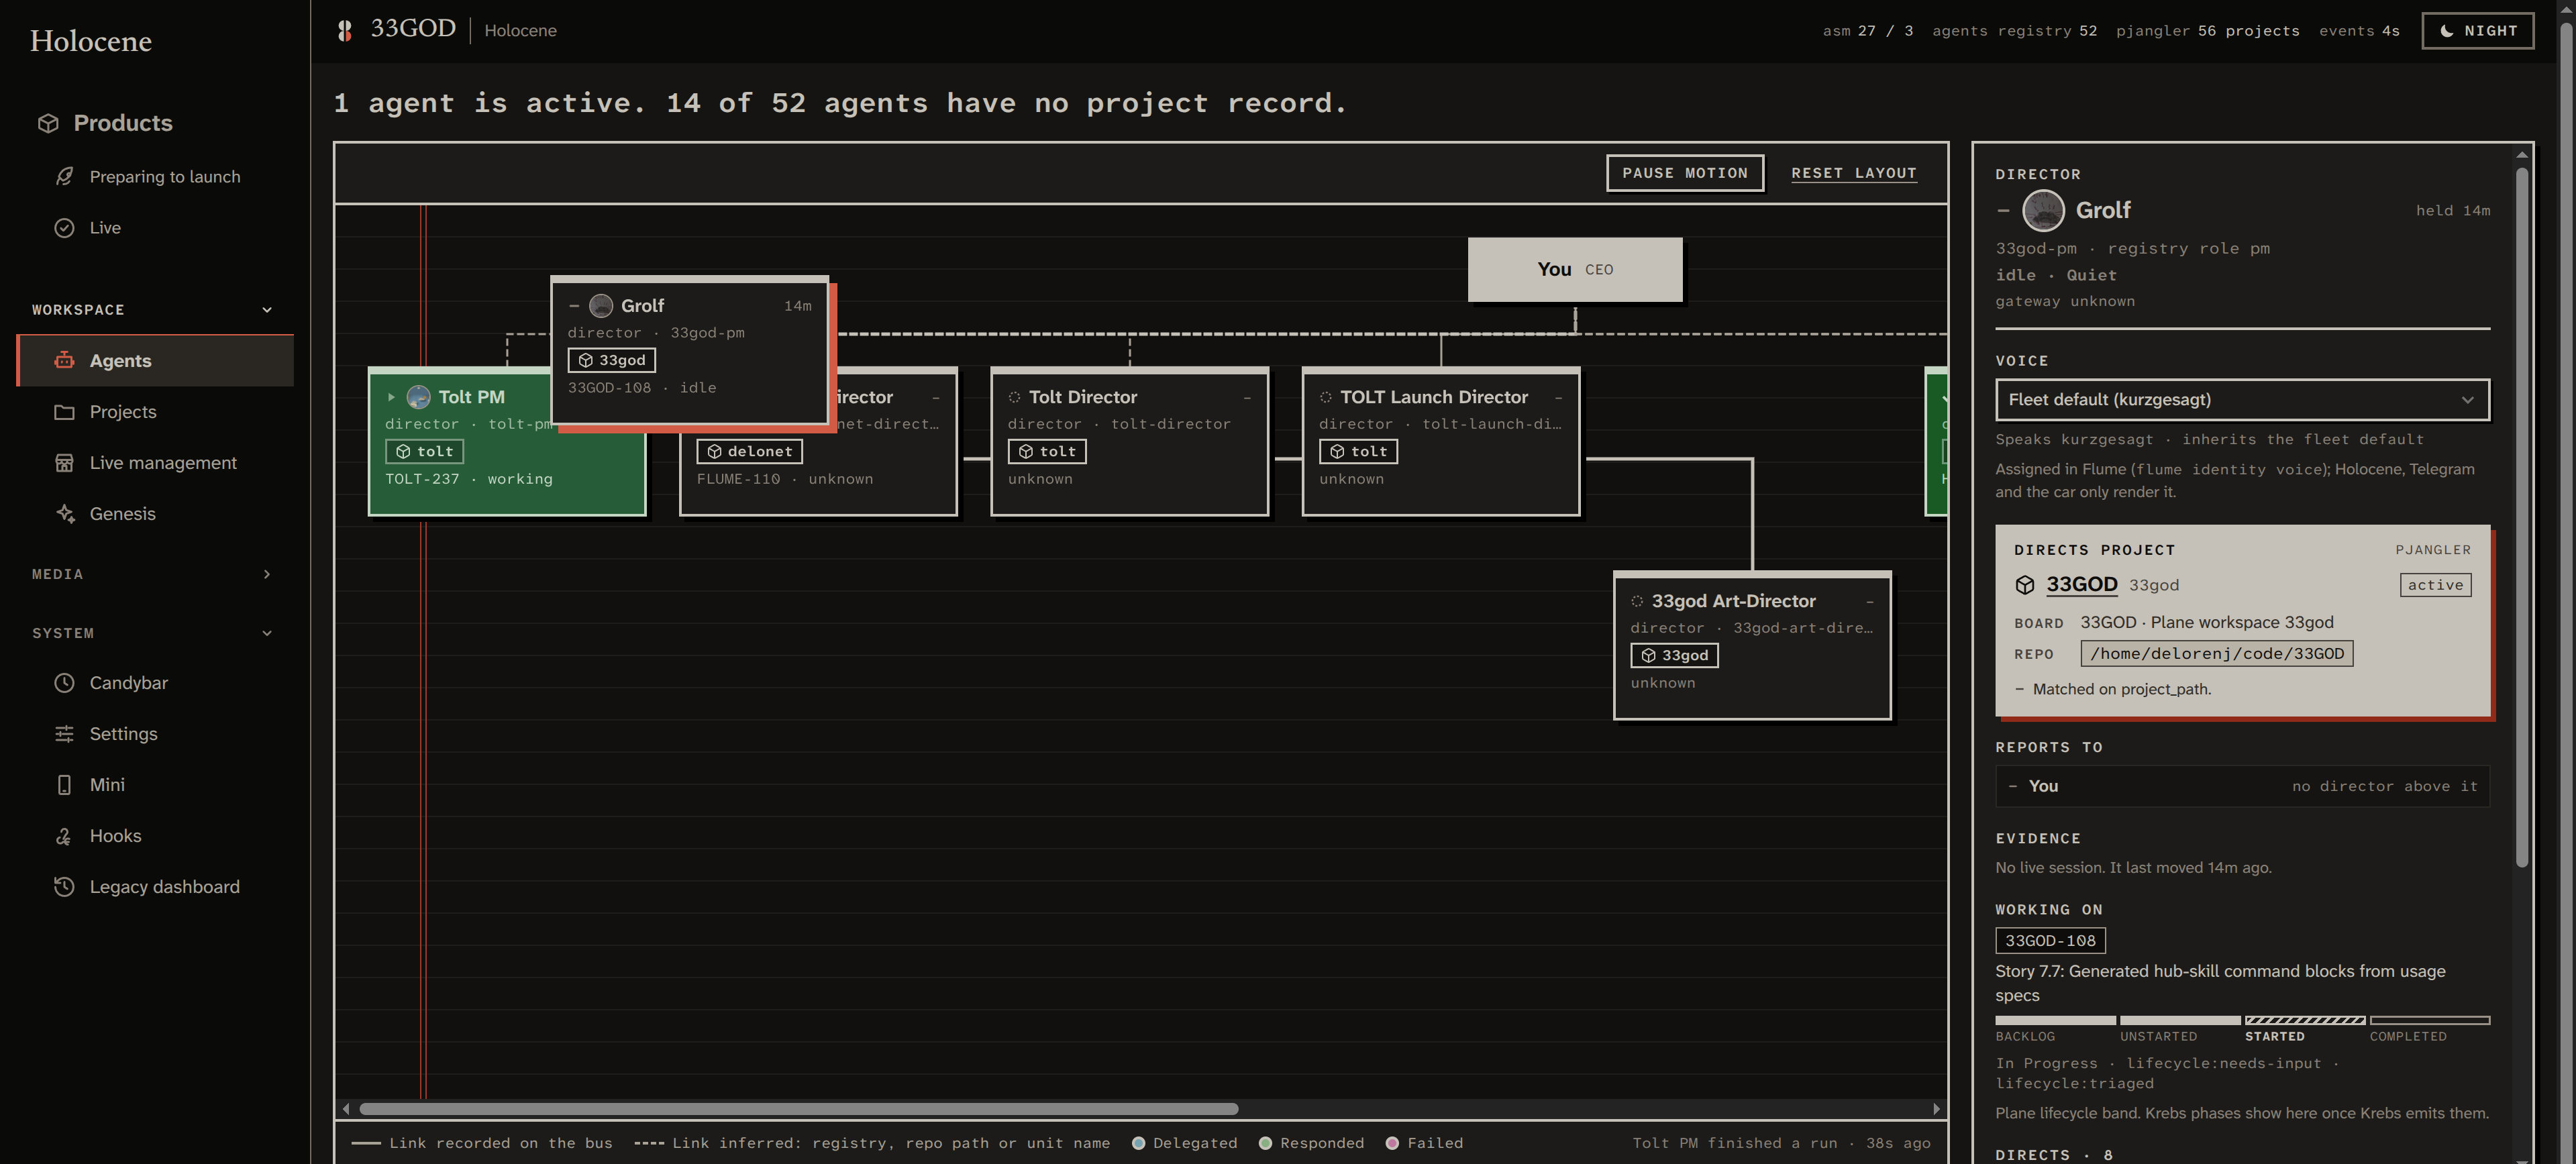 Holocene
Products
Preparing to launch
Live
WORKSPACE
Agents
Projects
Live management
Genesis
MEDIA
SYSTEM
Candybar
Settings
Mini
Hooks
Legacy dashboard
33GOD Holocene
asm 27 / 3 agents registry 52 pjangler 56 projects events 4s
NIGHT
1 agent is active. 14 of 52 agents have no project record.
PAUSE MOTION RESET LAYOUT
You CEO
Grolf 14m
director · 33god-pm
33god
33GOD-108 · idle
Tolt PM
director · tolt-pm
tolt
TOLT-237 · working
irector –
net-direct…
delonet
FLUME-110 · unknown
Tolt Director –
director · tolt-director
tolt
unknown
TOLT Launch Director –
director · tolt-launch-di…
tolt
unknown
33god Art-Director –
director · 33god-art-dire…
33god
unknown
Link recorded on the bus Link inferred: registry, repo path or unit name Delegated Responded Failed
Tolt PM finished a run · 38s ago
DIRECTOR
– Grolf held 14m
33god-pm · registry role pm
idle · Quiet
gateway unknown
VOICE
Fleet default (kurzgesagt)
Speaks kurzgesagt · inherits the fleet default
Assigned in Flume (flume identity voice); Holocene, Telegram
and the car only render it.
DIRECTS PROJECT PJANGLER
33GOD 33god active
BOARD 33GOD · Plane workspace 33god
REPO /home/delorenj/code/33GOD
– Matched on project_path.
REPORTS TO
– You no director above it
EVIDENCE
No live session. It last moved 14m ago.
WORKING ON
33GOD-108
Story 7.7: Generated hub-skill command blocks from usage
specs
BACKLOG UNSTARTED STARTED COMPLETED
In Progress · lifecycle:needs-input ·
lifecycle:triaged
Plane lifecycle band. Krebs phases show here once Krebs emits them.
DIRECTS · 8